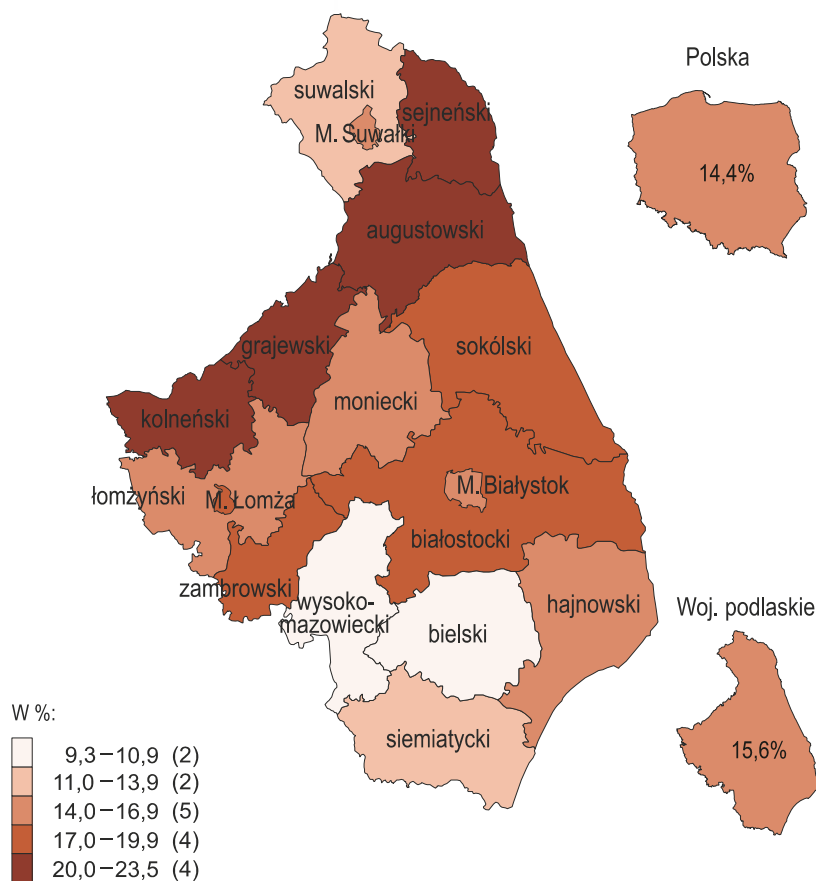 Polska
suwalski
sejneński
M. Suwałki
14,4%
augustowski
grajewski
sokólski
moniecki
kolneński
łomżyński
M. Łomża
M. Białystok
białostocki
zambrowski
wysoko-
mazowiecki
bielski
hajnowski
Woj. podlaskie
siemiatycki
15,6%
W %:
9,3–10,9 (2)
11,0–13,9 (2)
14,0–16,9 (5)
17,0–19,9 (4)
20,0–23,5 (4)